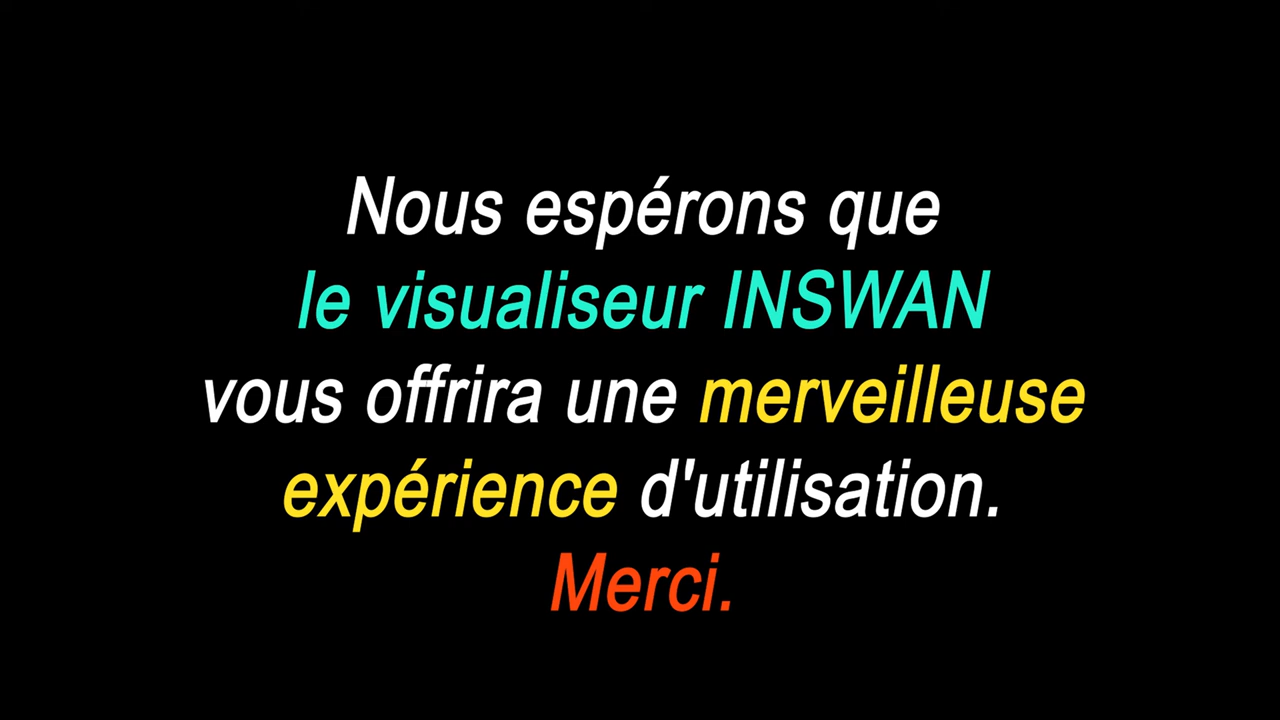 Nous espérons que
le visualiseur INSWAN
vous offrira une merveilleuse
expérience d'utilisation.
Merci.